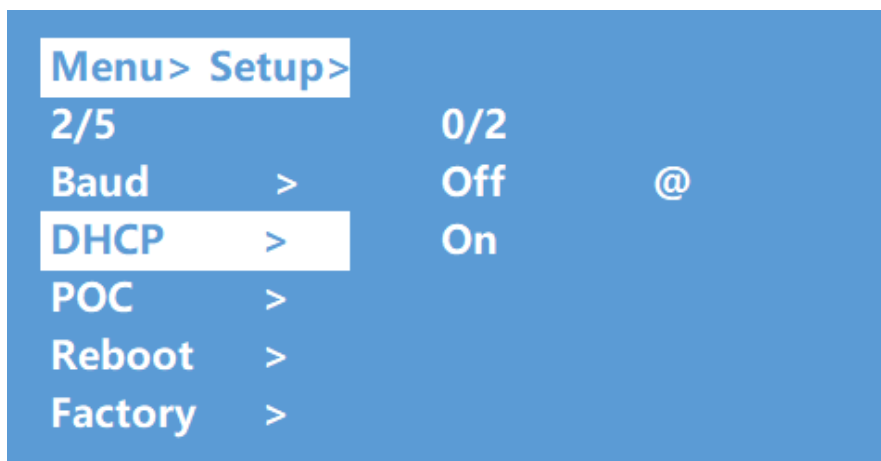 Menu> Setup>
2/5 0/2
Baud > Off @
DHCP > On
POC >
Reboot >
Factory >